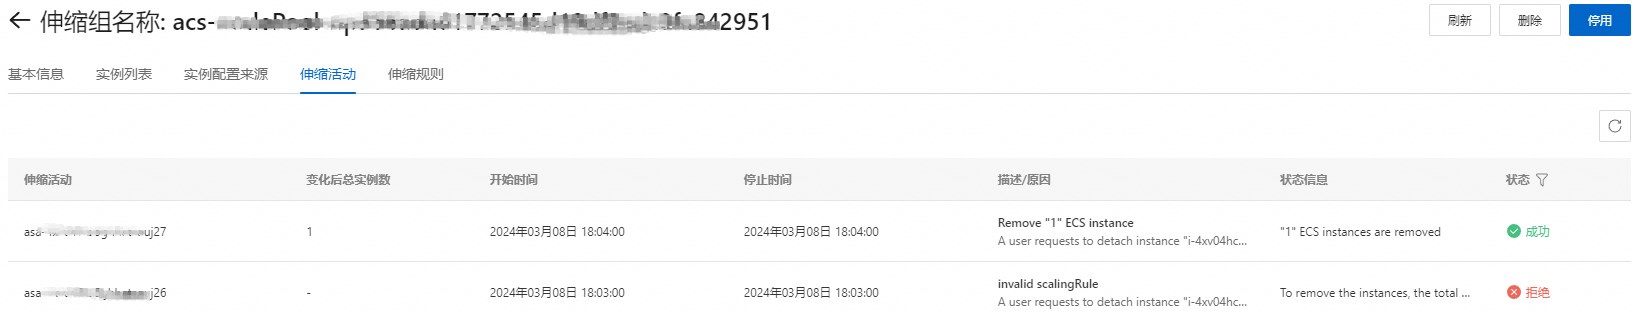 伸缩组名称: acs-
342951
刷新
删除
停用
基本信息
实例列表
实例配置来源
伸缩活动
伸缩规则
伸缩活动
变化后总实例数
开始时间
停止时间
描述/原因
状态信息
状态
asa-
uj27
1
2024年03月08日 18:04:00
2024年03月08日 18:04:00
Remove "1" ECS instance
A user requests to detach instance "i-4xv04hc...
"1" ECS instances are removed
成功
asa-
j26
-
2024年03月08日 18:03:00
2024年03月08日 18:03:00
invalid scalingRule
A user requests to detach instance "i-4xv04hc...
To remove the instances, the total ...
拒绝